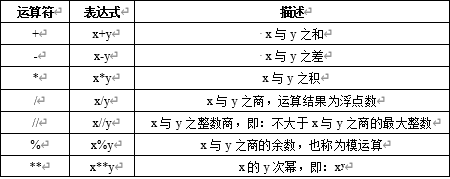 运算符 表达式 描述
+ x+y x 与 y 之和
- x-y x 与 y 之差
* x*y x 与 y 之积
/ x/y x 与 y 之商，运算结果为浮点数
// x//y x 与 y 之整数商，即：不大于 x 与 y 之商的最大整数
% x%y x 与 y 之商的余数，也称为模运算
** x**y x 的 y 次幂，即：xʸ